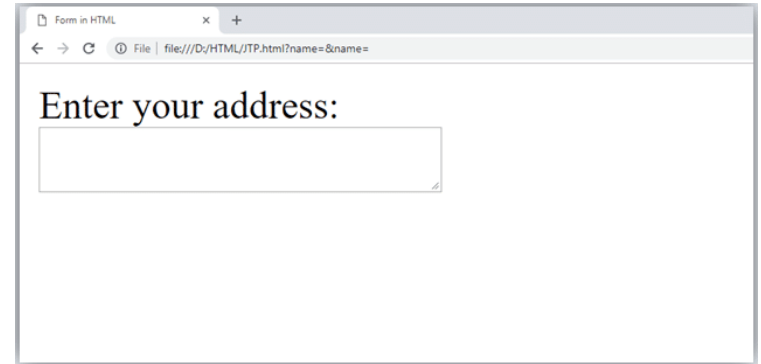 Form in HTML
File | file:///D:/HTML/JTP.html?name=&name=
Enter your address: